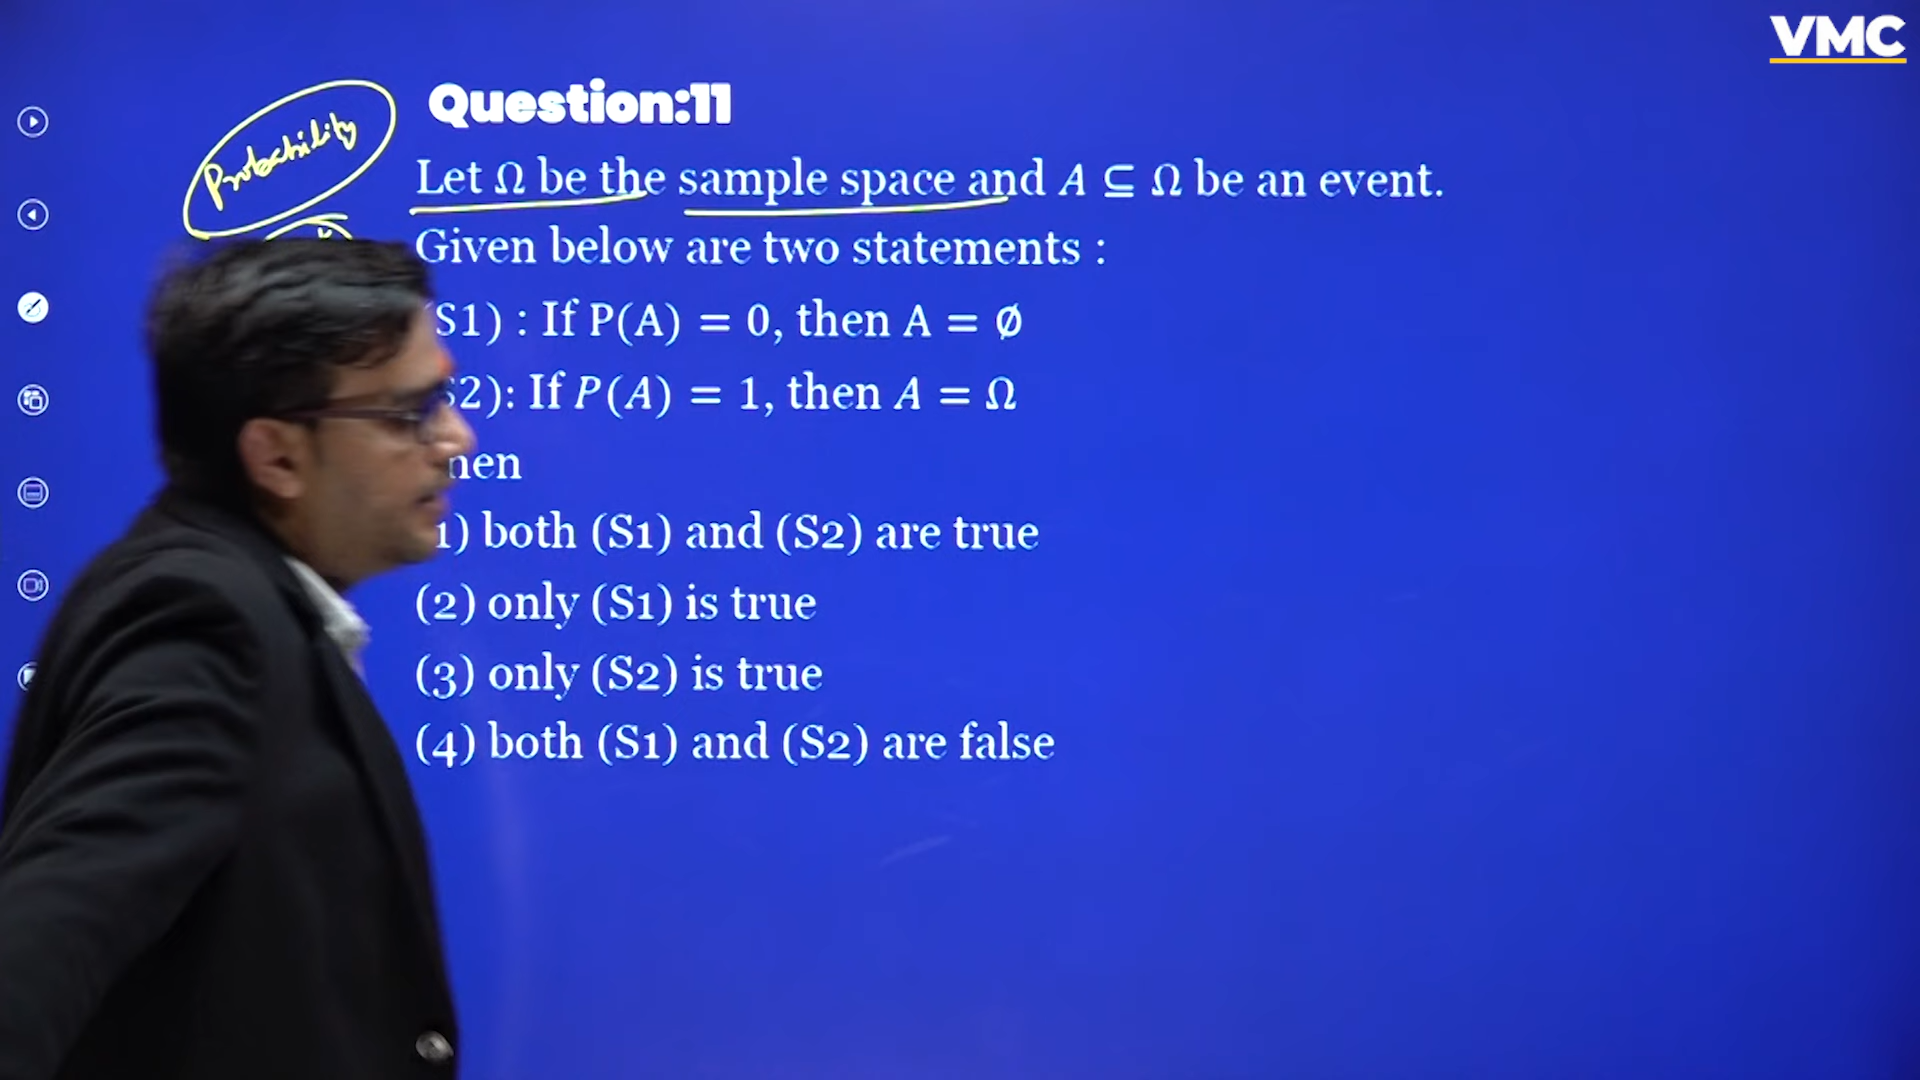 VMC
Probability
Question:11
Let Ω be the sample space and A ⊆ Ω be an event.
Given below are two statements :
S1) : If P(A) = 0, then A = ∅
2): If P(A) = 1, then A = Ω
hen
1) both (S1) and (S2) are true
(2) only (S1) is true
(3) only (S2) is true
(4) both (S1) and (S2) are false